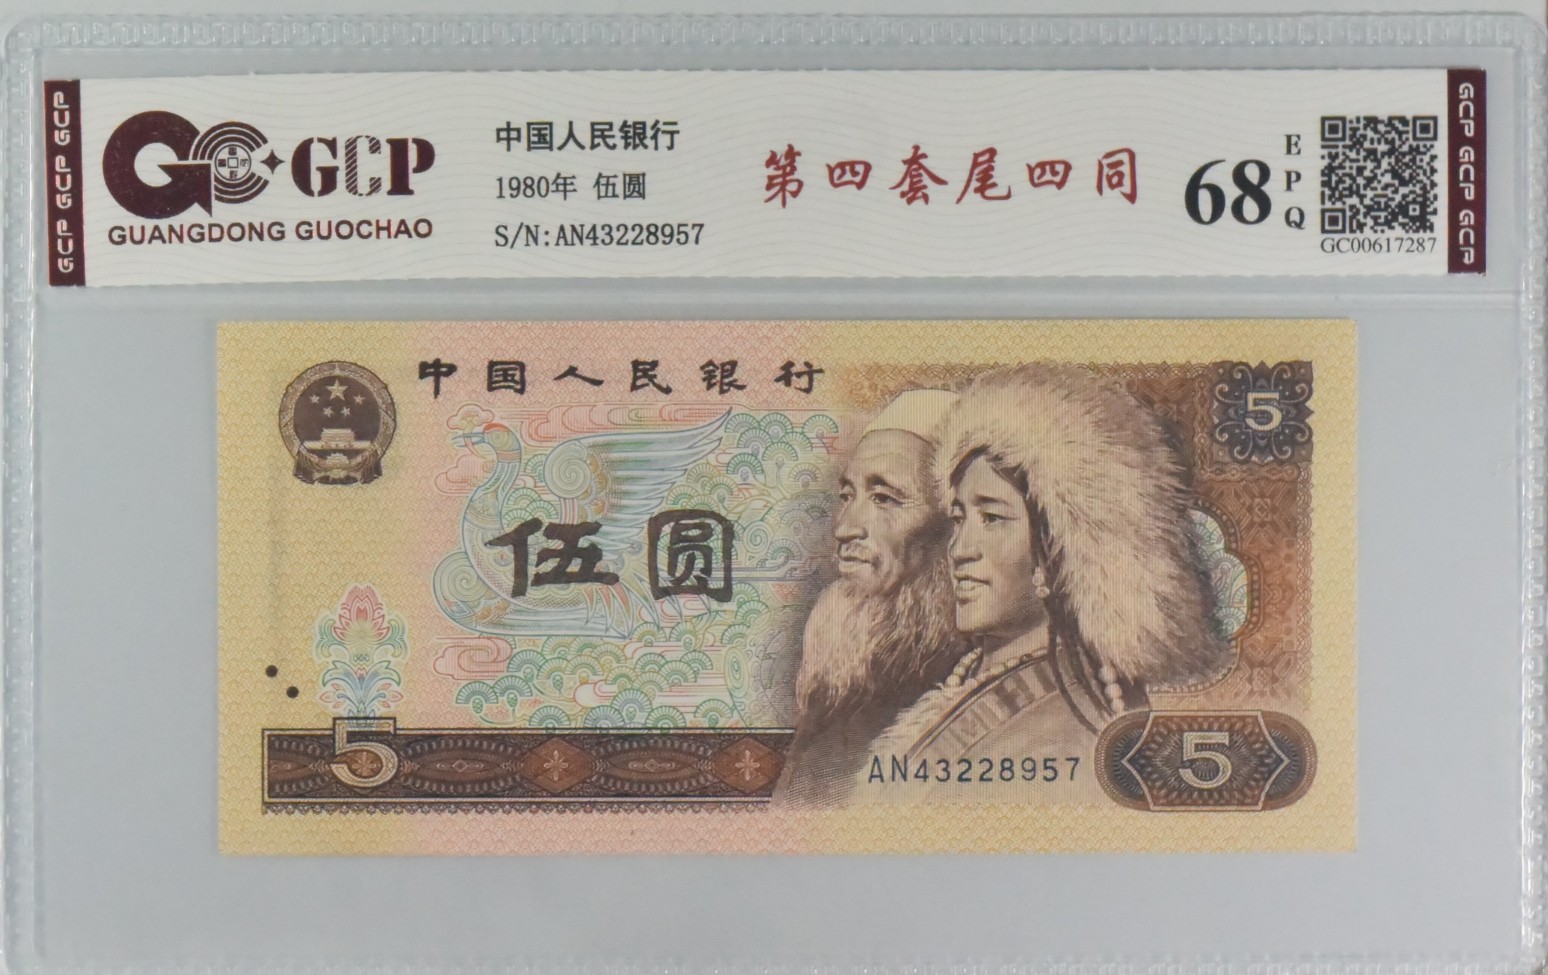 GCP
GUANGDONG GUOCHAO
中国人民银行
1980年 伍圆
S/N:AN43228957
第四套尾四同
68
EPQ
GC00617287
GCP GCP GCP
GCP GCP GCP
中国人民银行
5
伍圆
5
AN43228957
5